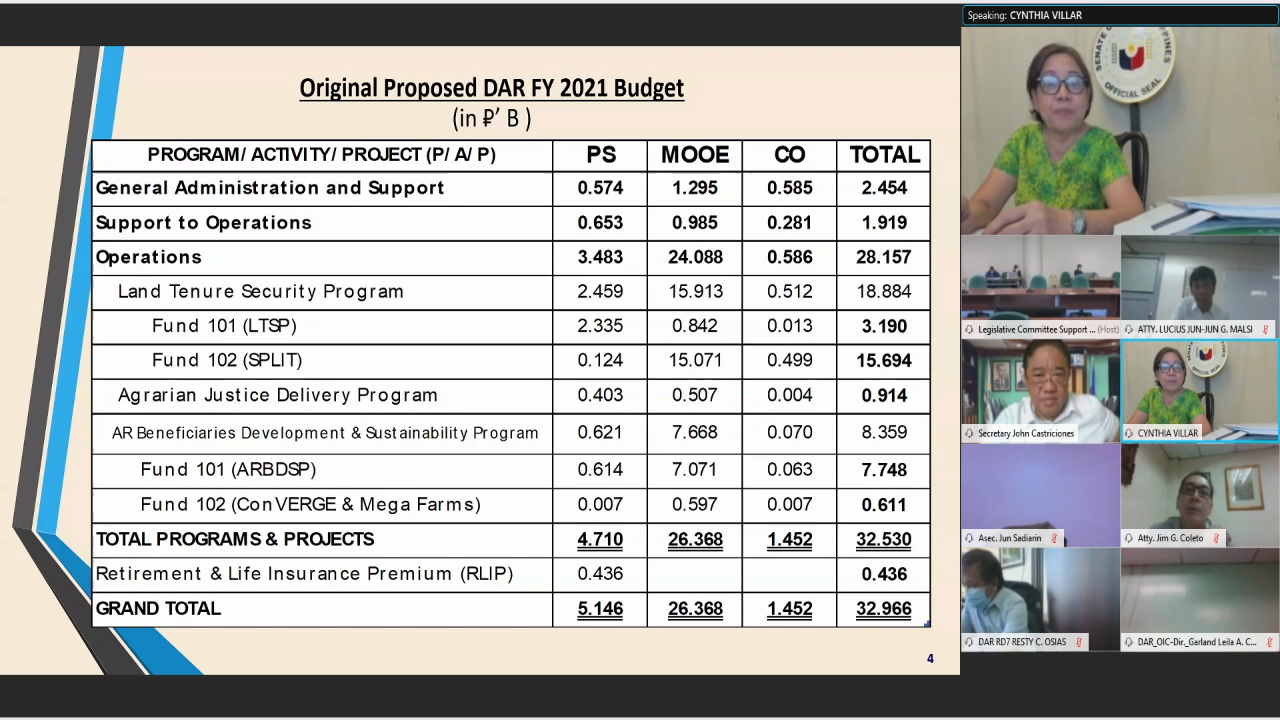 Speaking: CYNTHIA VILLAR
Original Proposed DAR FY 2021 Budget
(in ₽’ B )
PROGRAM/ ACTIVITY/ PROJECT (P/ A/ P) PS MOOE CO TOTAL
General Administration and Support 0.574 1.295 0.585 2.454
Support to Operations 0.653 0.985 0.281 1.919
Operations 3.483 24.088 0.586 28.157
Land Tenure Security Program 2.459 15.913 0.512 18.884
Fund 101 (LTSP) 2.335 0.842 0.013 3.190
Fund 102 (SPLIT) 0.124 15.071 0.499 15.694
Agrarian Justice Delivery Program 0.403 0.507 0.004 0.914
AR Beneficiaries Development & Sustainability Program 0.621 7.668 0.070 8.359
Fund 101 (ARBDSP) 0.614 7.071 0.063 7.748
Fund 102 (ConVERGE & Mega Farms) 0.007 0.597 0.007 0.611
TOTAL PROGRAMS & PROJECTS 4.710 26.368 1.452 32.530
Retirement & Life Insurance Premium (RLIP) 0.436 0.436
GRAND TOTAL 5.146 26.368 1.452 32.966
4
SENATE
OFFICIAL SEAL
Legislative Committee Support ... (Host)
ATTY. LUCIUS JUN-JUN G. MALSI
Secretary John Castriciones
CYNTHIA VILLAR
Asec. Jun Sadiarin
Atty. Jim G. Coleto
DAR RD7 RESTY C. OSIAS
DAR_OIC-Dir._Garland Leila A. C...